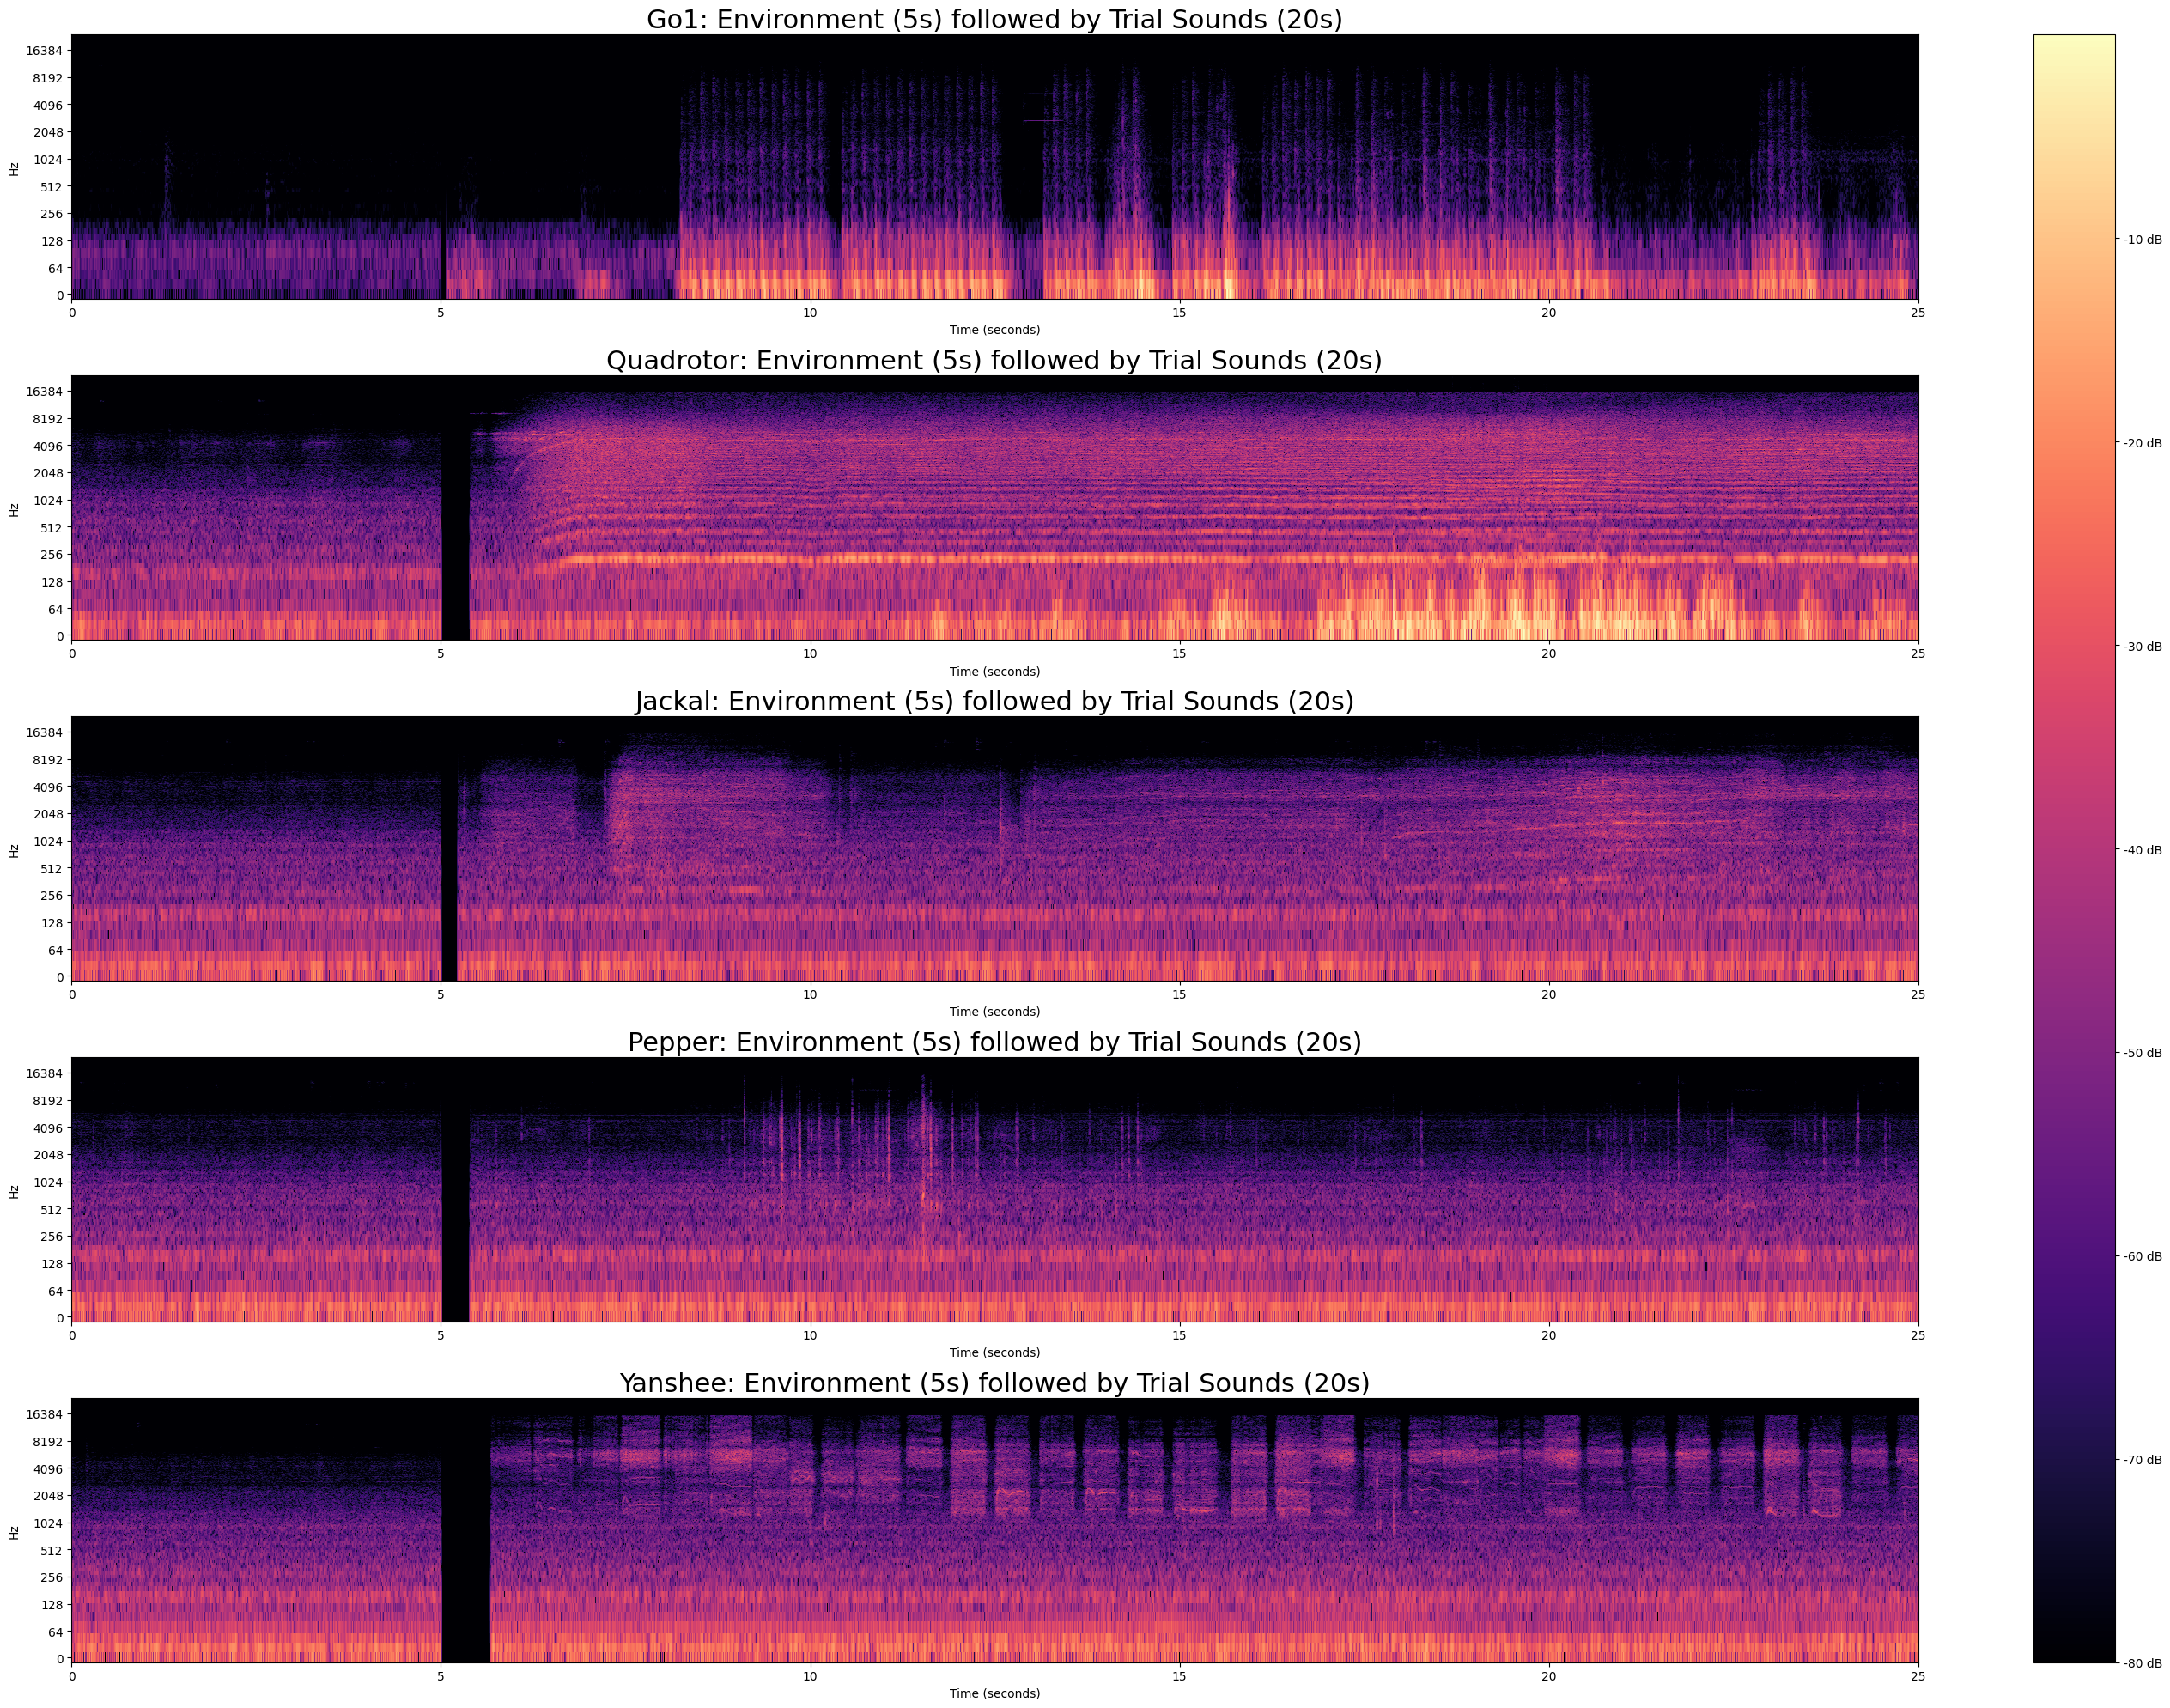 Go1: Environment (5s) followed by Trial Sounds (20s)
16384
8192
4096
2048
1024
512
256
128
64
0
Hz
0 5 10 15 20 25
Time (seconds)
Quadrotor: Environment (5s) followed by Trial Sounds (20s)
16384
8192
4096
2048
1024
512
256
128
64
0
Hz
0 5 10 15 20 25
Time (seconds)
Jackal: Environment (5s) followed by Trial Sounds (20s)
16384
8192
4096
2048
1024
512
256
128
64
0
Hz
0 5 10 15 20 25
Time (seconds)
Pepper: Environment (5s) followed by Trial Sounds (20s)
16384
8192
4096
2048
1024
512
256
128
64
0
Hz
0 5 10 15 20 25
Time (seconds)
Yanshee: Environment (5s) followed by Trial Sounds (20s)
16384
8192
4096
2048
1024
512
256
128
64
0
Hz
0 5 10 15 20 25
Time (seconds)
-10 dB
-20 dB
-30 dB
-40 dB
-50 dB
-60 dB
-70 dB
-80 dB